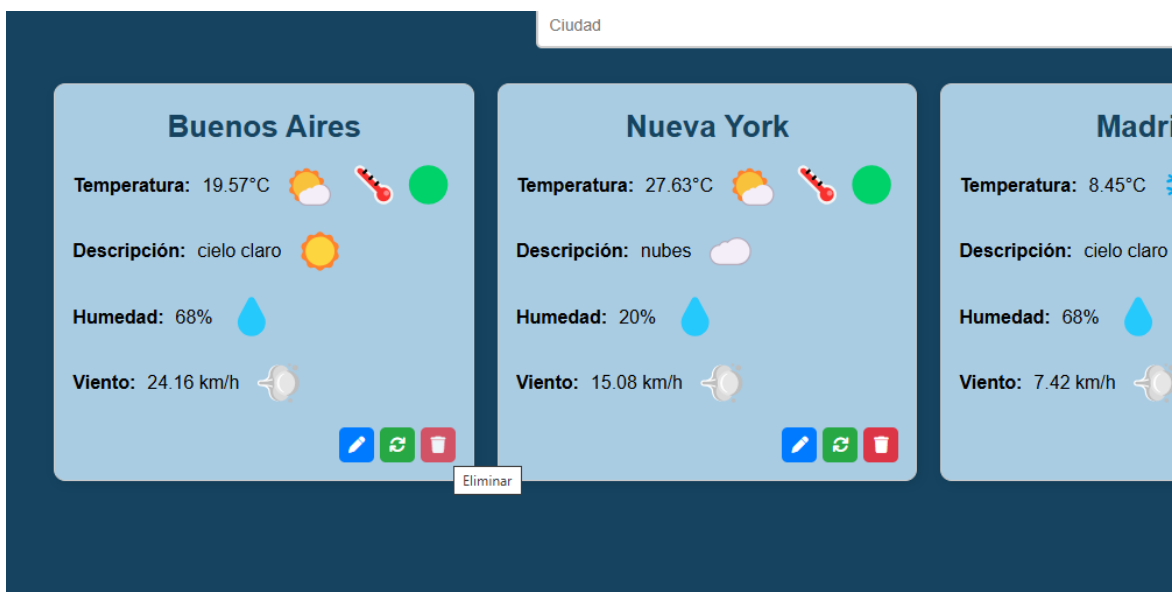 Ciudad
Buenos Aires
Temperatura: 19.57°C
Descripción: cielo claro
Humedad: 68%
Viento: 24.16 km/h
Eliminar
Nueva York
Temperatura: 27.63°C
Descripción: nubes
Humedad: 20%
Viento: 15.08 km/h
Madri
Temperatura: 8.45°C
Descripción: cielo claro
Humedad: 68%
Viento: 7.42 km/h